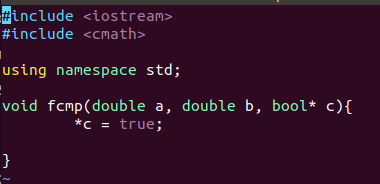 #include <iostream>
#include <cmath>
using namespace std;
void fcmp(double a, double b, bool* c){
*c = true;
}
~